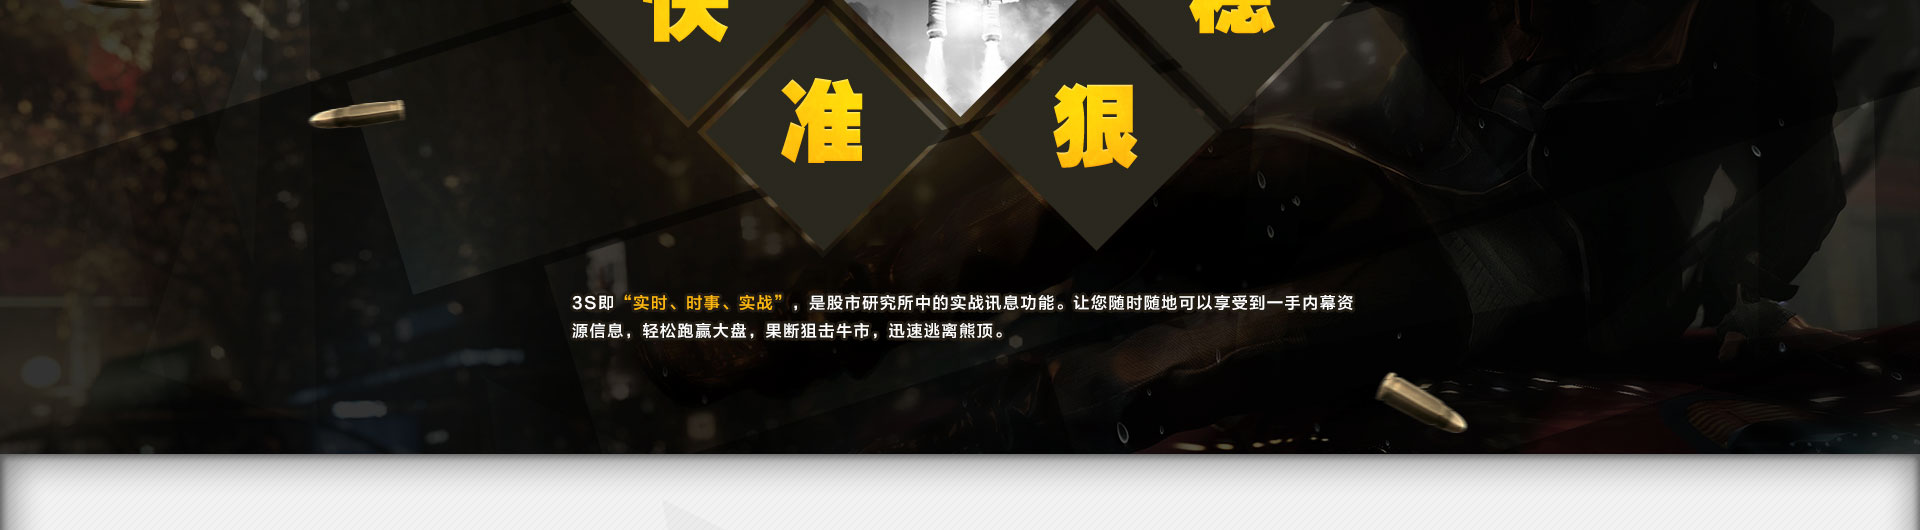 快
稳
准
狠
3S即“实时、时事、实战”，是股市研究所中的实战讯息功能。让您随时随地可以享受到一手内幕资
源信息，轻松跑赢大盘，果断狙击牛市，迅速逃离熊顶。